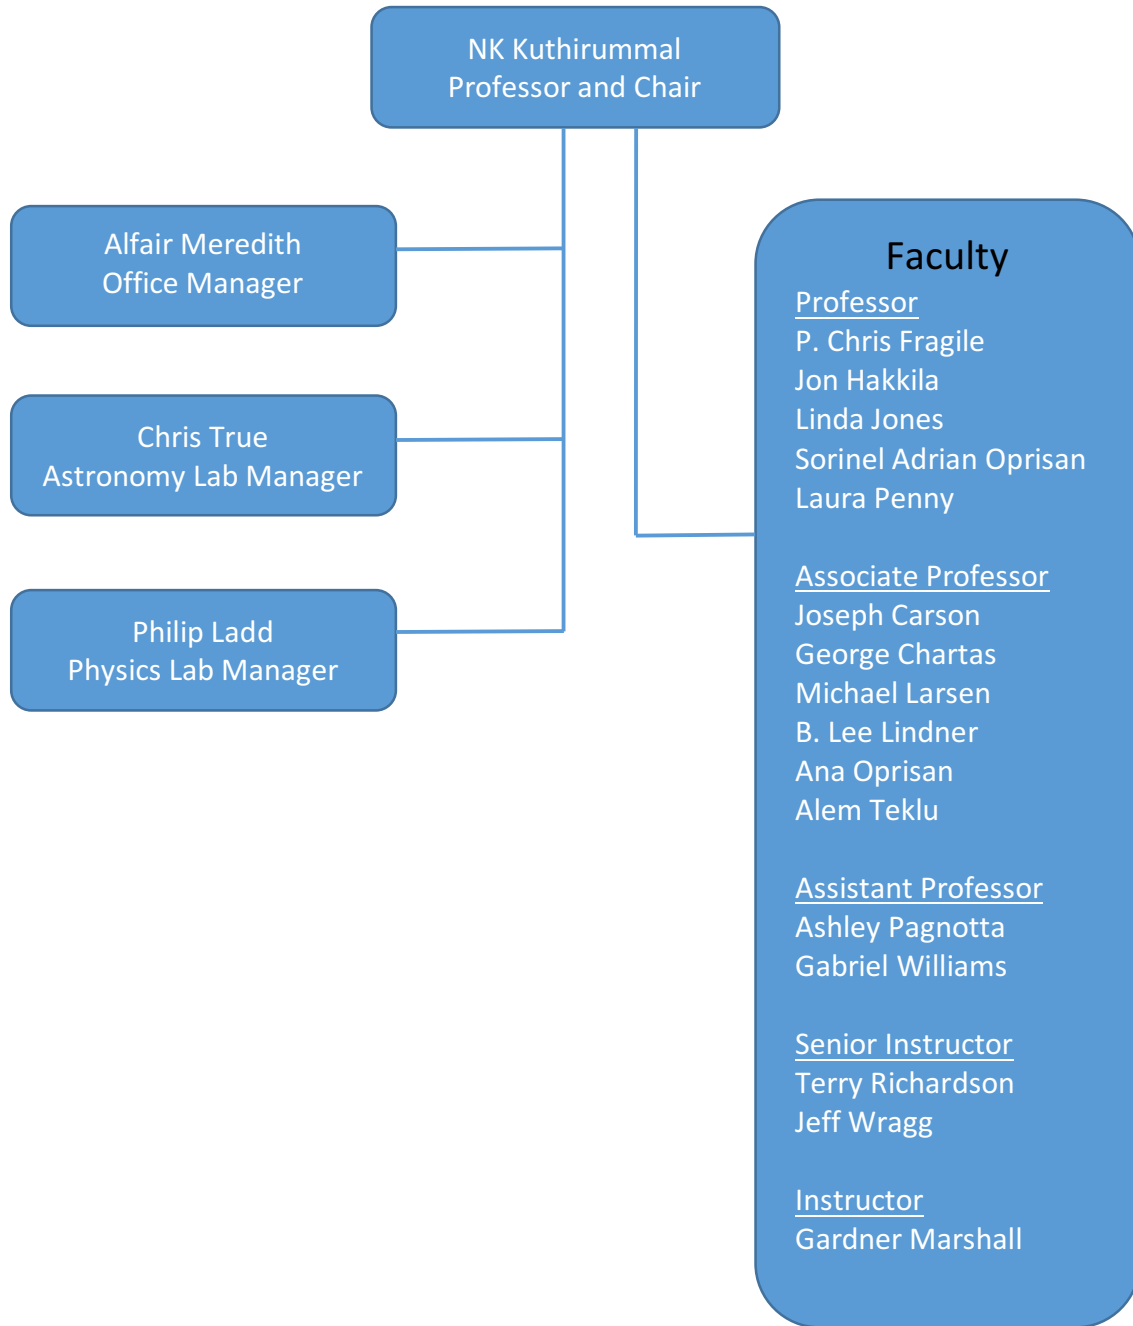 NK Kuthirummal
Professor and Chair
Alfair Meredith
Office Manager
Chris True
Astronomy Lab Manager
Philip Ladd
Physics Lab Manager
Faculty
Professor
P. Chris Fragile
Jon Hakkila
Linda Jones
Sorinel Adrian Oprisan
Laura Penny
Associate Professor
Joseph Carson
George Chartas
Michael Larsen
B. Lee Lindner
Ana Oprisan
Alem Teklu
Assistant Professor
Ashley Pagnotta
Gabriel Williams
Senior Instructor
Terry Richardson
Jeff Wragg
Instructor
Gardner Marshall